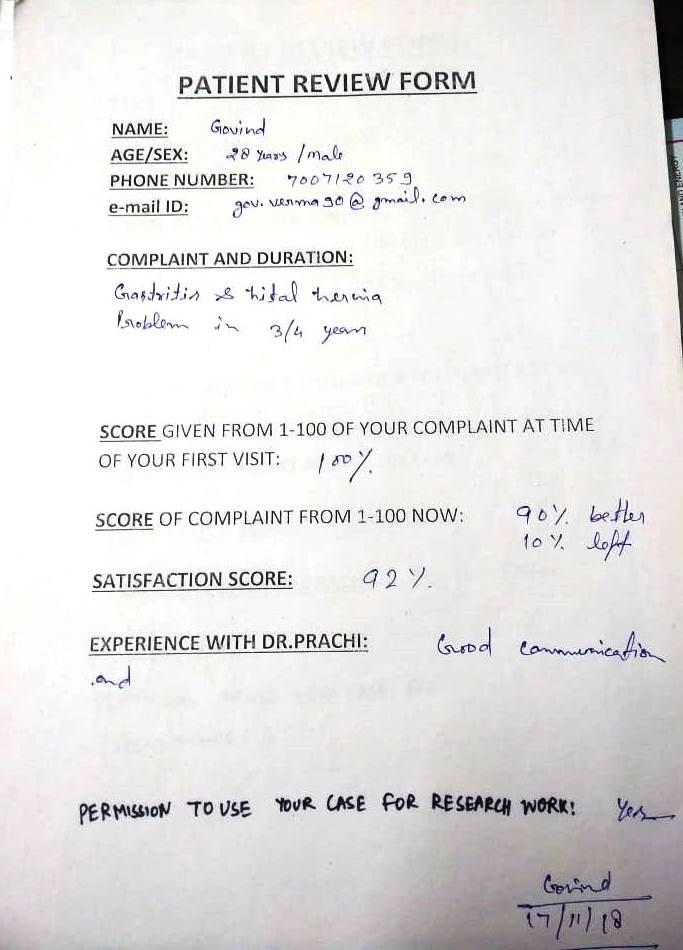 PATIENT REVIEW FORM
NAME: Govind
AGE/SEX: 28 years / male
PHONE NUMBER: 7007120359
e-mail ID: gov.verma90@gmail.com
COMPLAINT AND DURATION:
Gastritis & hital hernia
Problem in 3/4 years
SCORE GIVEN FROM 1-100 OF YOUR COMPLAINT AT TIME
OF YOUR FIRST VISIT: 100%.
SCORE OF COMPLAINT FROM 1-100 NOW: 90%. better
10%. left
SATISFACTION SCORE: 92%.
EXPERIENCE WITH DR.PRACHI: Good communication
and
PERMISSION TO USE YOUR CASE FOR RESEARCH WORK: Yes
Govind
17/11/18